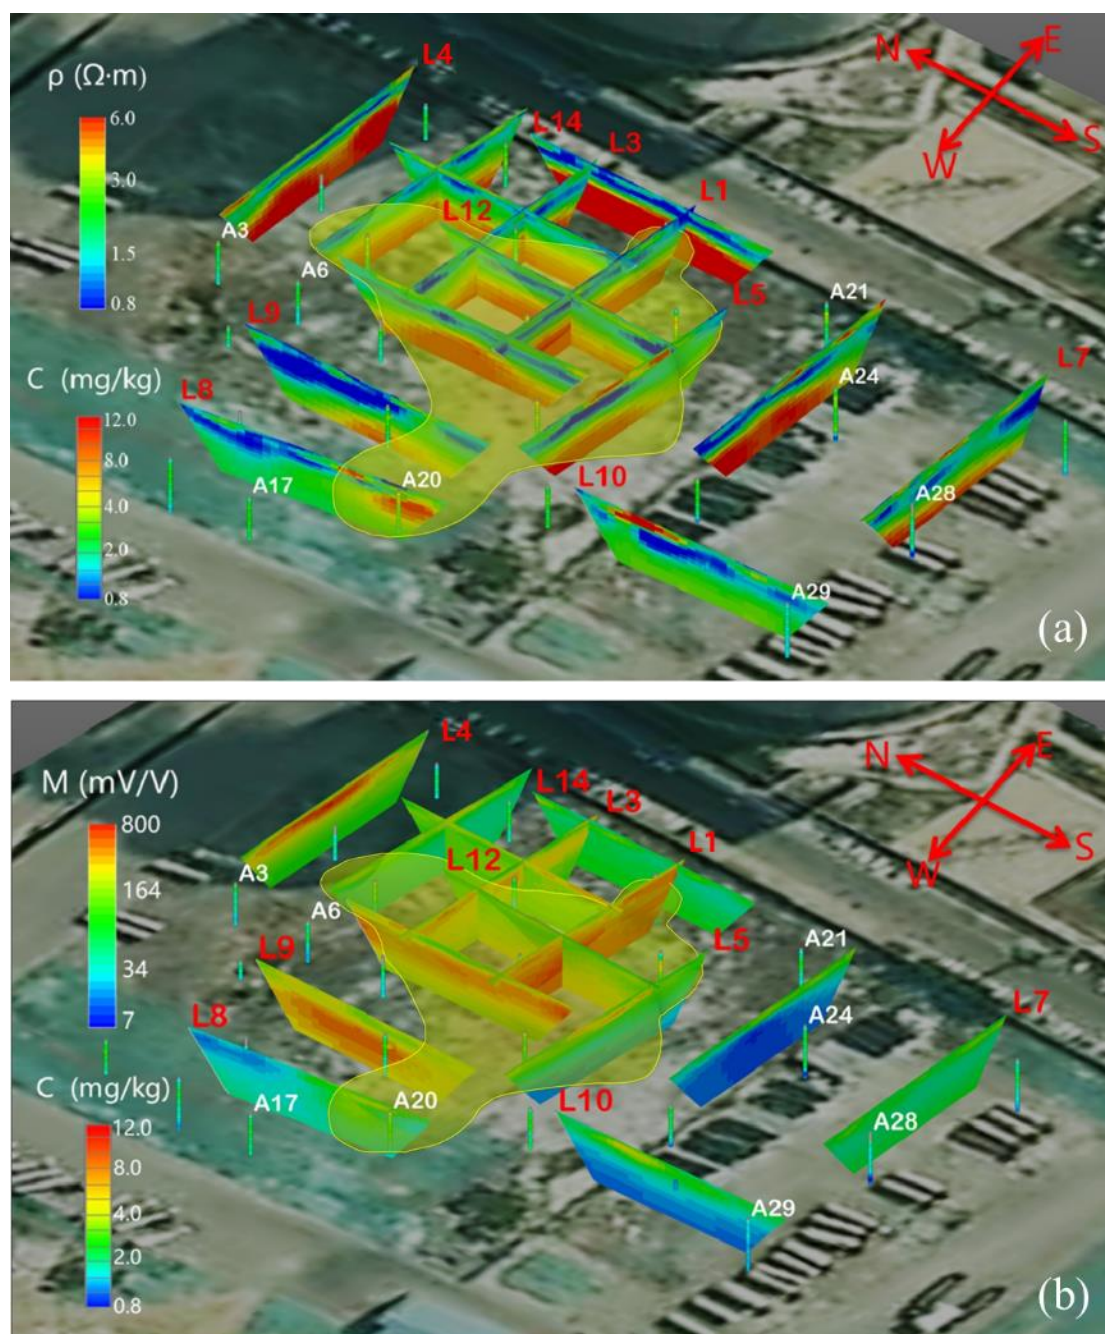 L4
N
E
ρ (Ω·m)
6.0
L14
L3
W
S
3.0
L12
L1
A3
1.5
A6
L5
A21
0.8
L9
A24
L7
C (mg/kg)
L8
12.0
8.0
A17
A20
L10
A28
4.0
2.0
A29
0.8
(a)
L4
N
E
M (mV/V)
L14
800
L3
L1
W
S
164
L12
A3
A6
L5
34
L9
A21
7
L8
A24
L7
C (mg/kg)
A17
A20
L10
12.0
A28
8.0
4.0
A29
2.0
0.8
(b)